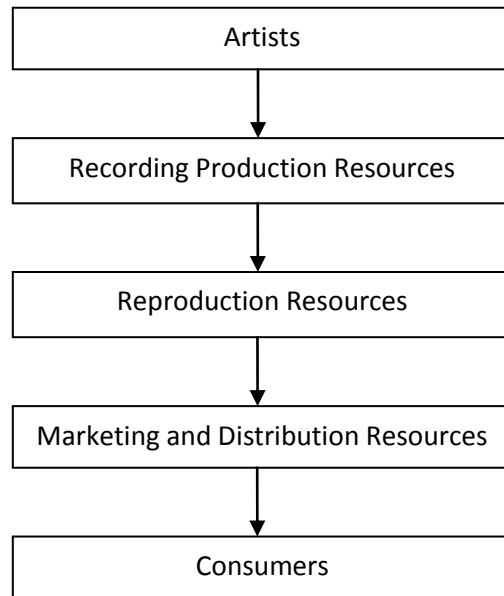 Artists
Recording Production Resources
Reproduction Resources
Marketing and Distribution Resources
Consumers